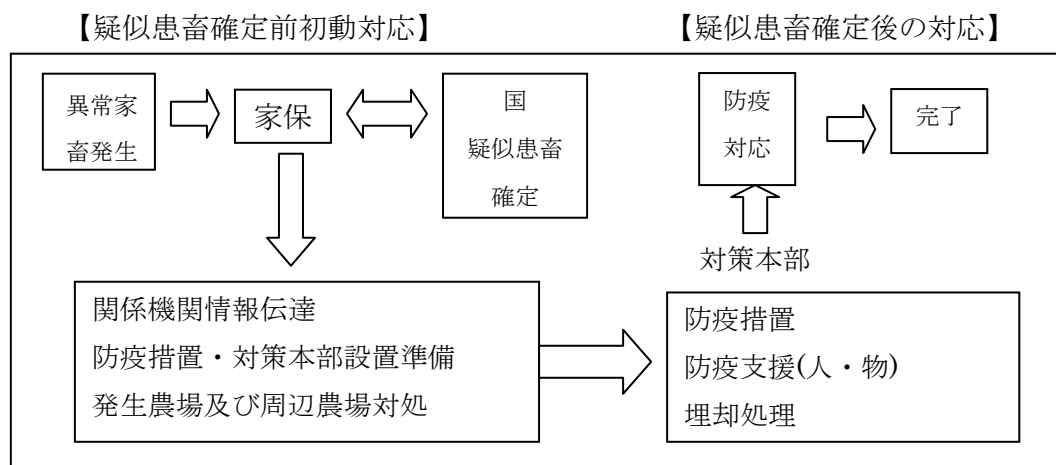 【疑似患畜確定前初動対応】
【疑似患畜確定後の対応】
異常家
畜発生
家保
国
疑似患畜
確定
防疫
対応
完了
対策本部
関係機関情報伝達
防疫措置・対策本部設置準備
発生農場及び周辺農場対処
防疫措置
防疫支援(人・物)
埋却処理